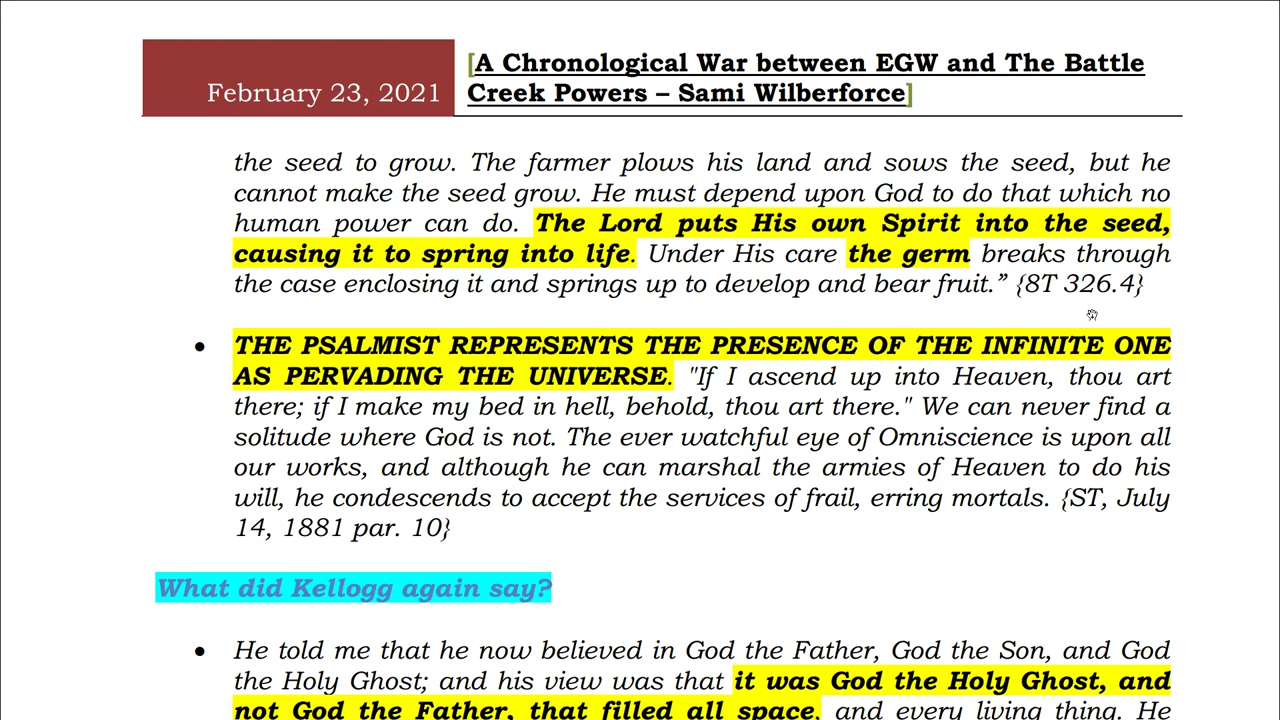 February 23, 2021
[A Chronological War between EGW and The Battle
Creek Powers – Sami Wilberforce]
the seed to grow. The farmer plows his land and sows the seed, but he
cannot make the seed grow. He must depend upon God to do that which no
human power can do. The Lord puts His own Spirit into the seed,
causing it to spring into life. Under His care the germ breaks through
the case enclosing it and springs up to develop and bear fruit.” {8T 326.4}
• THE PSALMIST REPRESENTS THE PRESENCE OF THE INFINITE ONE
AS PERVADING THE UNIVERSE. "If I ascend up into Heaven, thou art
there; if I make my bed in hell, behold, thou art there." We can never find a
solitude where God is not. The ever watchful eye of Omniscience is upon all
our works, and although he can marshal the armies of Heaven to do his
will, he condescends to accept the services of frail, erring mortals. {ST, July
14, 1881 par. 10}
What did Kellogg again say?
• He told me that he now believed in God the Father, God the Son, and God
the Holy Ghost; and his view was that it was God the Holy Ghost, and
not God the Father, that filled all space, and every living thing. He